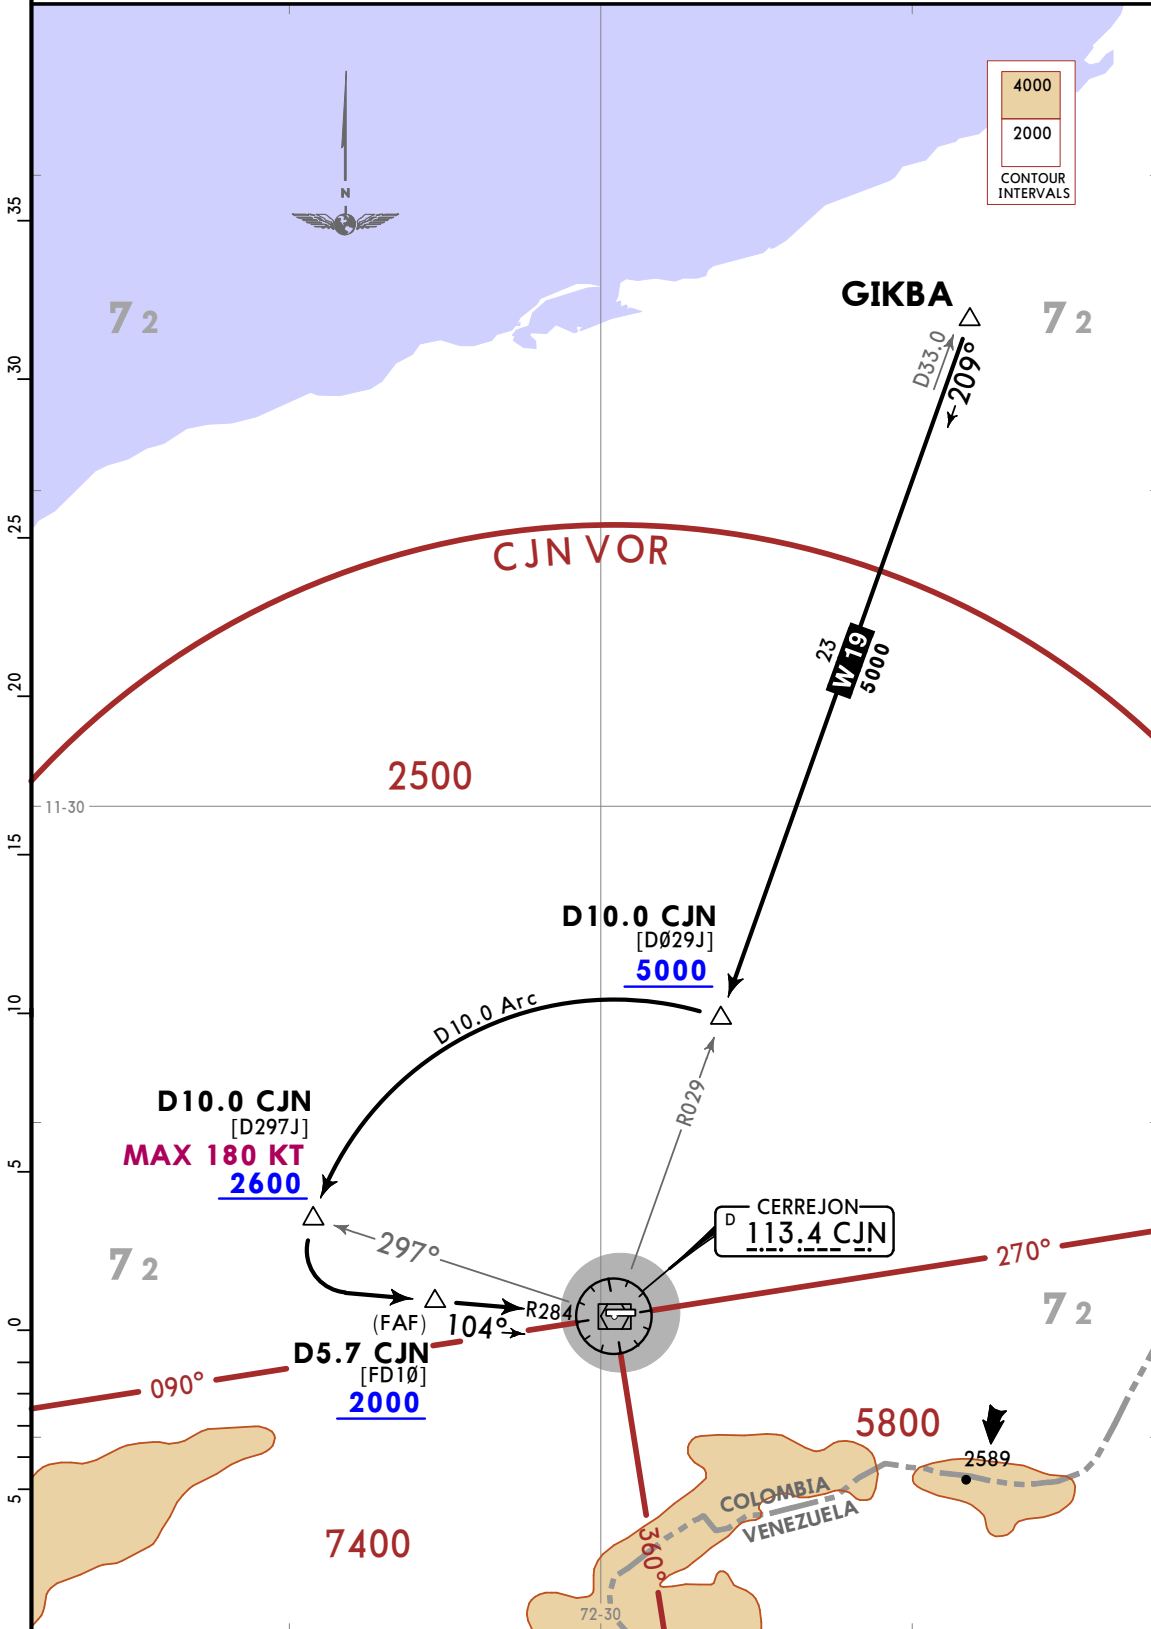 4000
2000
CONTOUR
INTERVALS
N
35
7 2
GIKBA
7 2
D33.0
209°
30
25
CJN VOR
23
W 19
5000
20
2500
11-30
15
D10.0 CJN
[DØ29J]
5000
10
D10.0 Arc
R029
D10.0 CJN
[D297J]
MAX 180 KT
2600
5
CERREJON
D 113.4 CJN
297°
270°
7 2
7 2
R284
(FAF)
104°
0
D5.7 CJN
[FD1Ø]
2000
090°
5800
2589
5
COLOMBIA
VENEZUELA
7400
360°
72-30